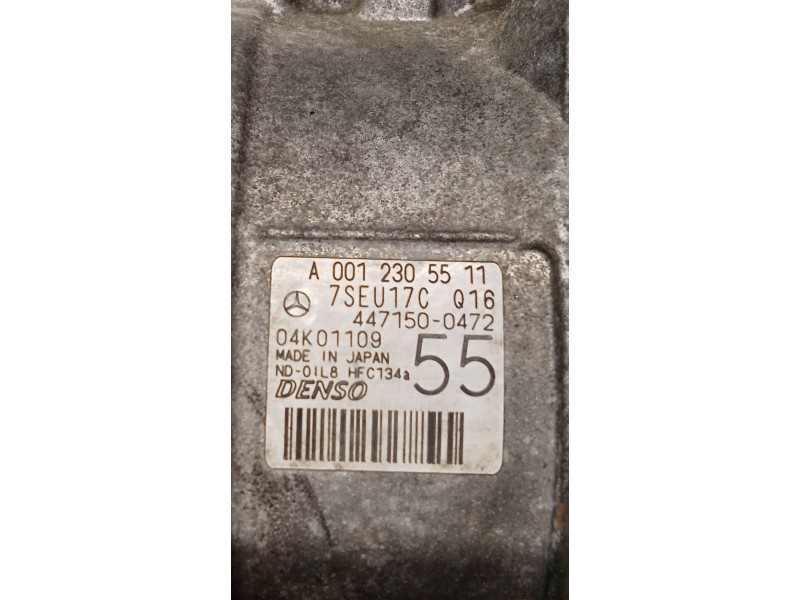 A 001 230 55 11
7SEU17C Q16
447150-0472
04K01109
MADE IN JAPAN
ND-OIL8 HFC134a
55
DENSO